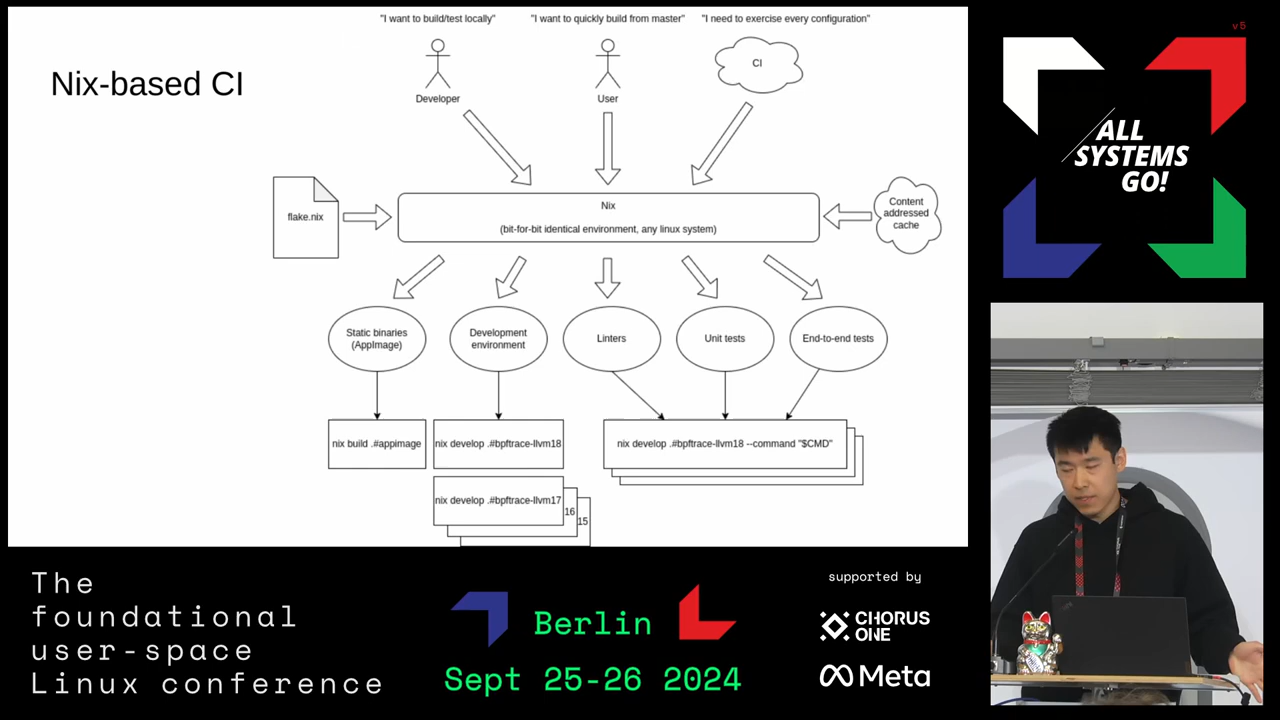 "I want to build/test locally"
"I want to quickly build from master"
"I need to exercise every configuration"
Nix-based CI
CI
Developer
User
flake.nix
Nix
(bit-for-bit identical environment, any linux system)
Content
addressed
cache
Static binaries
(AppImage)
Development
environment
Linters
Unit tests
End-to-end tests
nix build .#appimage
nix develop .#bpftrace-llvm18
nix develop .#bpftrace-llvm18 --command "$CMD"
nix develop .#bpftrace-llvm17
16
15
v5
ALL
SYSTEMS
GO!
The
foundational
user-space
Linux conference
Berlin
Sept 25-26 2024
supported by
CHORUS
ONE
Meta